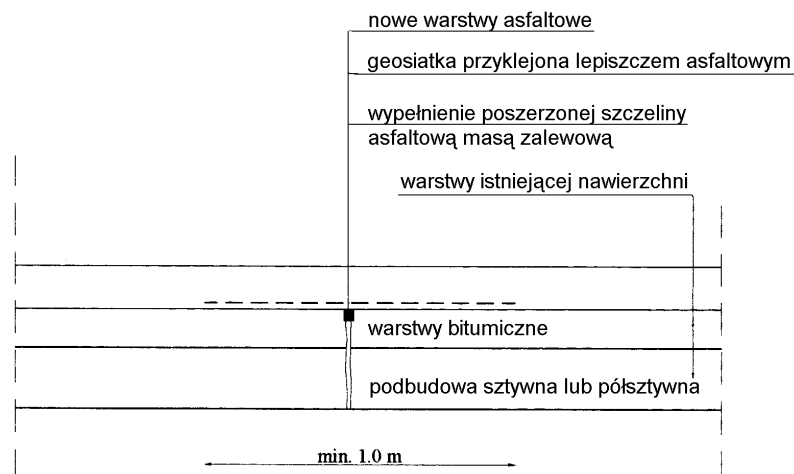 nowe warstwy asfaltowe
geosiatka przyklejona lepiszczem asfaltowym
wypełnienie poszerzonej szczeliny
asfaltową masą zalewową
warstwy istniejącej nawierzchni
warstwy bitumiczne
podbudowa sztywna lub półsztywna
min. 1.0 m